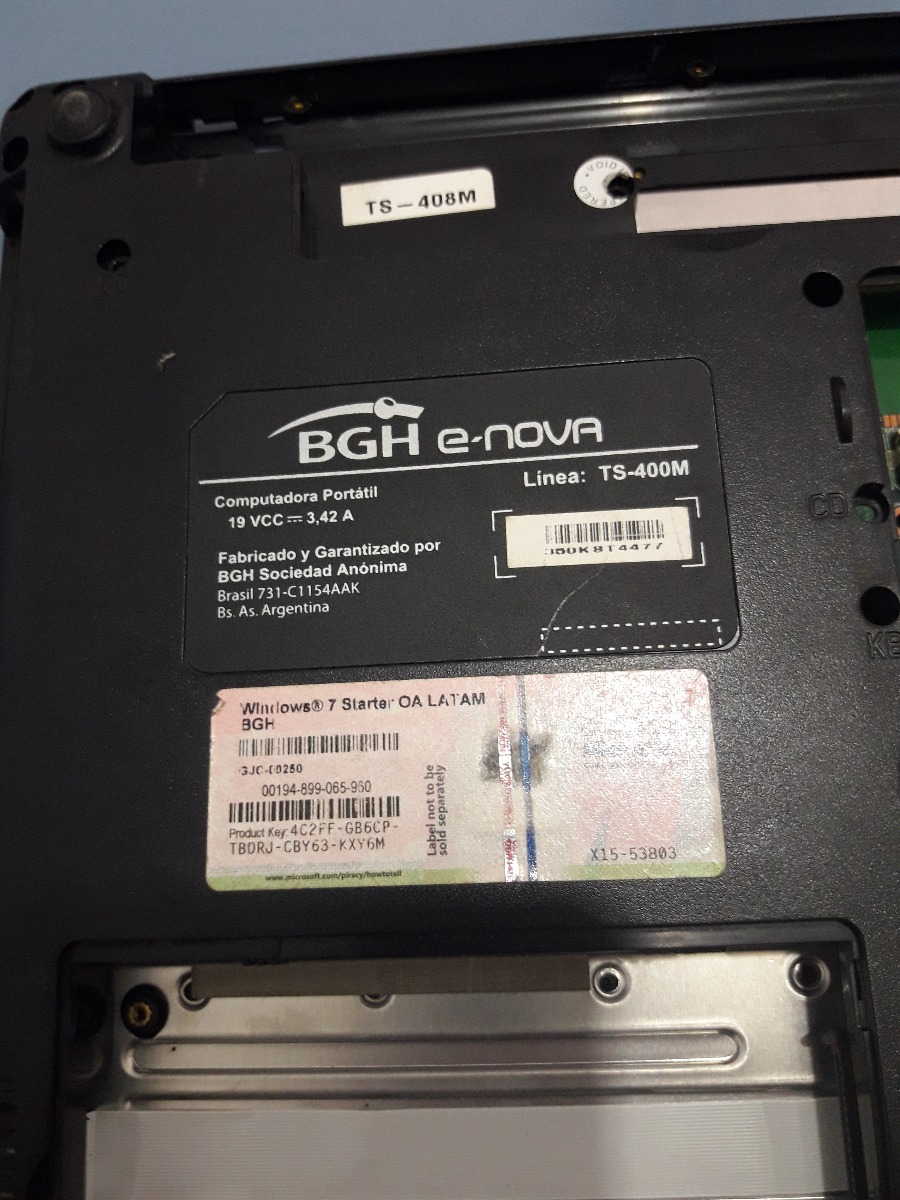 TS-408M
VOID
BGH e-nova
Línea: TS-400M
Computadora Portátil
19 VCC ⎓ 3,42 A
350K8T4477
Fabricado y Garantizado por
BGH Sociedad Anónima
Brasil 731-C1154AAK
Bs. As. Argentina
CD
KB
Windows® 7 Starter OA LATAM
BGH
GJC-00250
00194-899-065-960
Label not to be
sold separately
Product Key: 4C2FF-GB6CP-
TBDRJ-CBY63-KXY6M
X15-53803
www.microsoft.com/piracy/howtotell